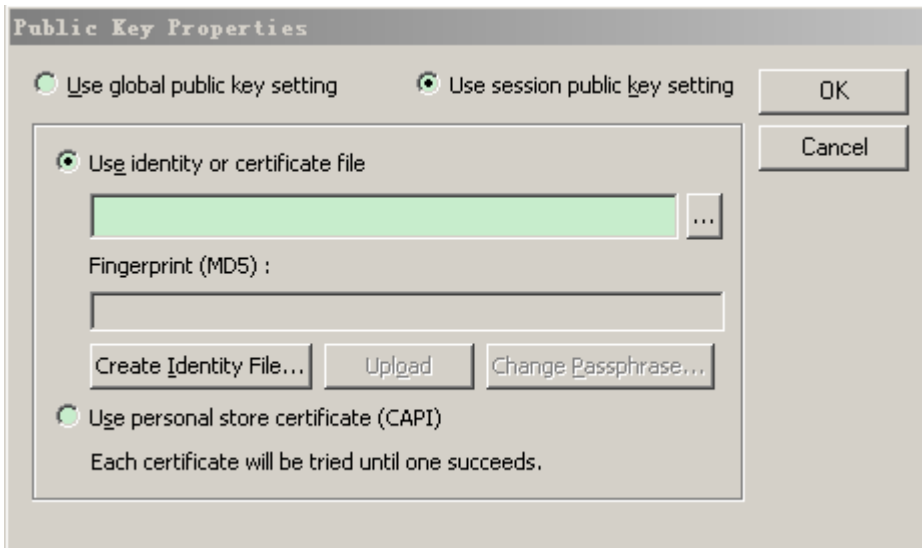 Public Key Properties
Use global public key setting
Use session public key setting
OK
Cancel
Use identity or certificate file
...
Fingerprint (MD5) :
Create Identity File...
Upload
Change Passphrase...
Use personal store certificate (CAPI)
Each certificate will be tried until one succeeds.